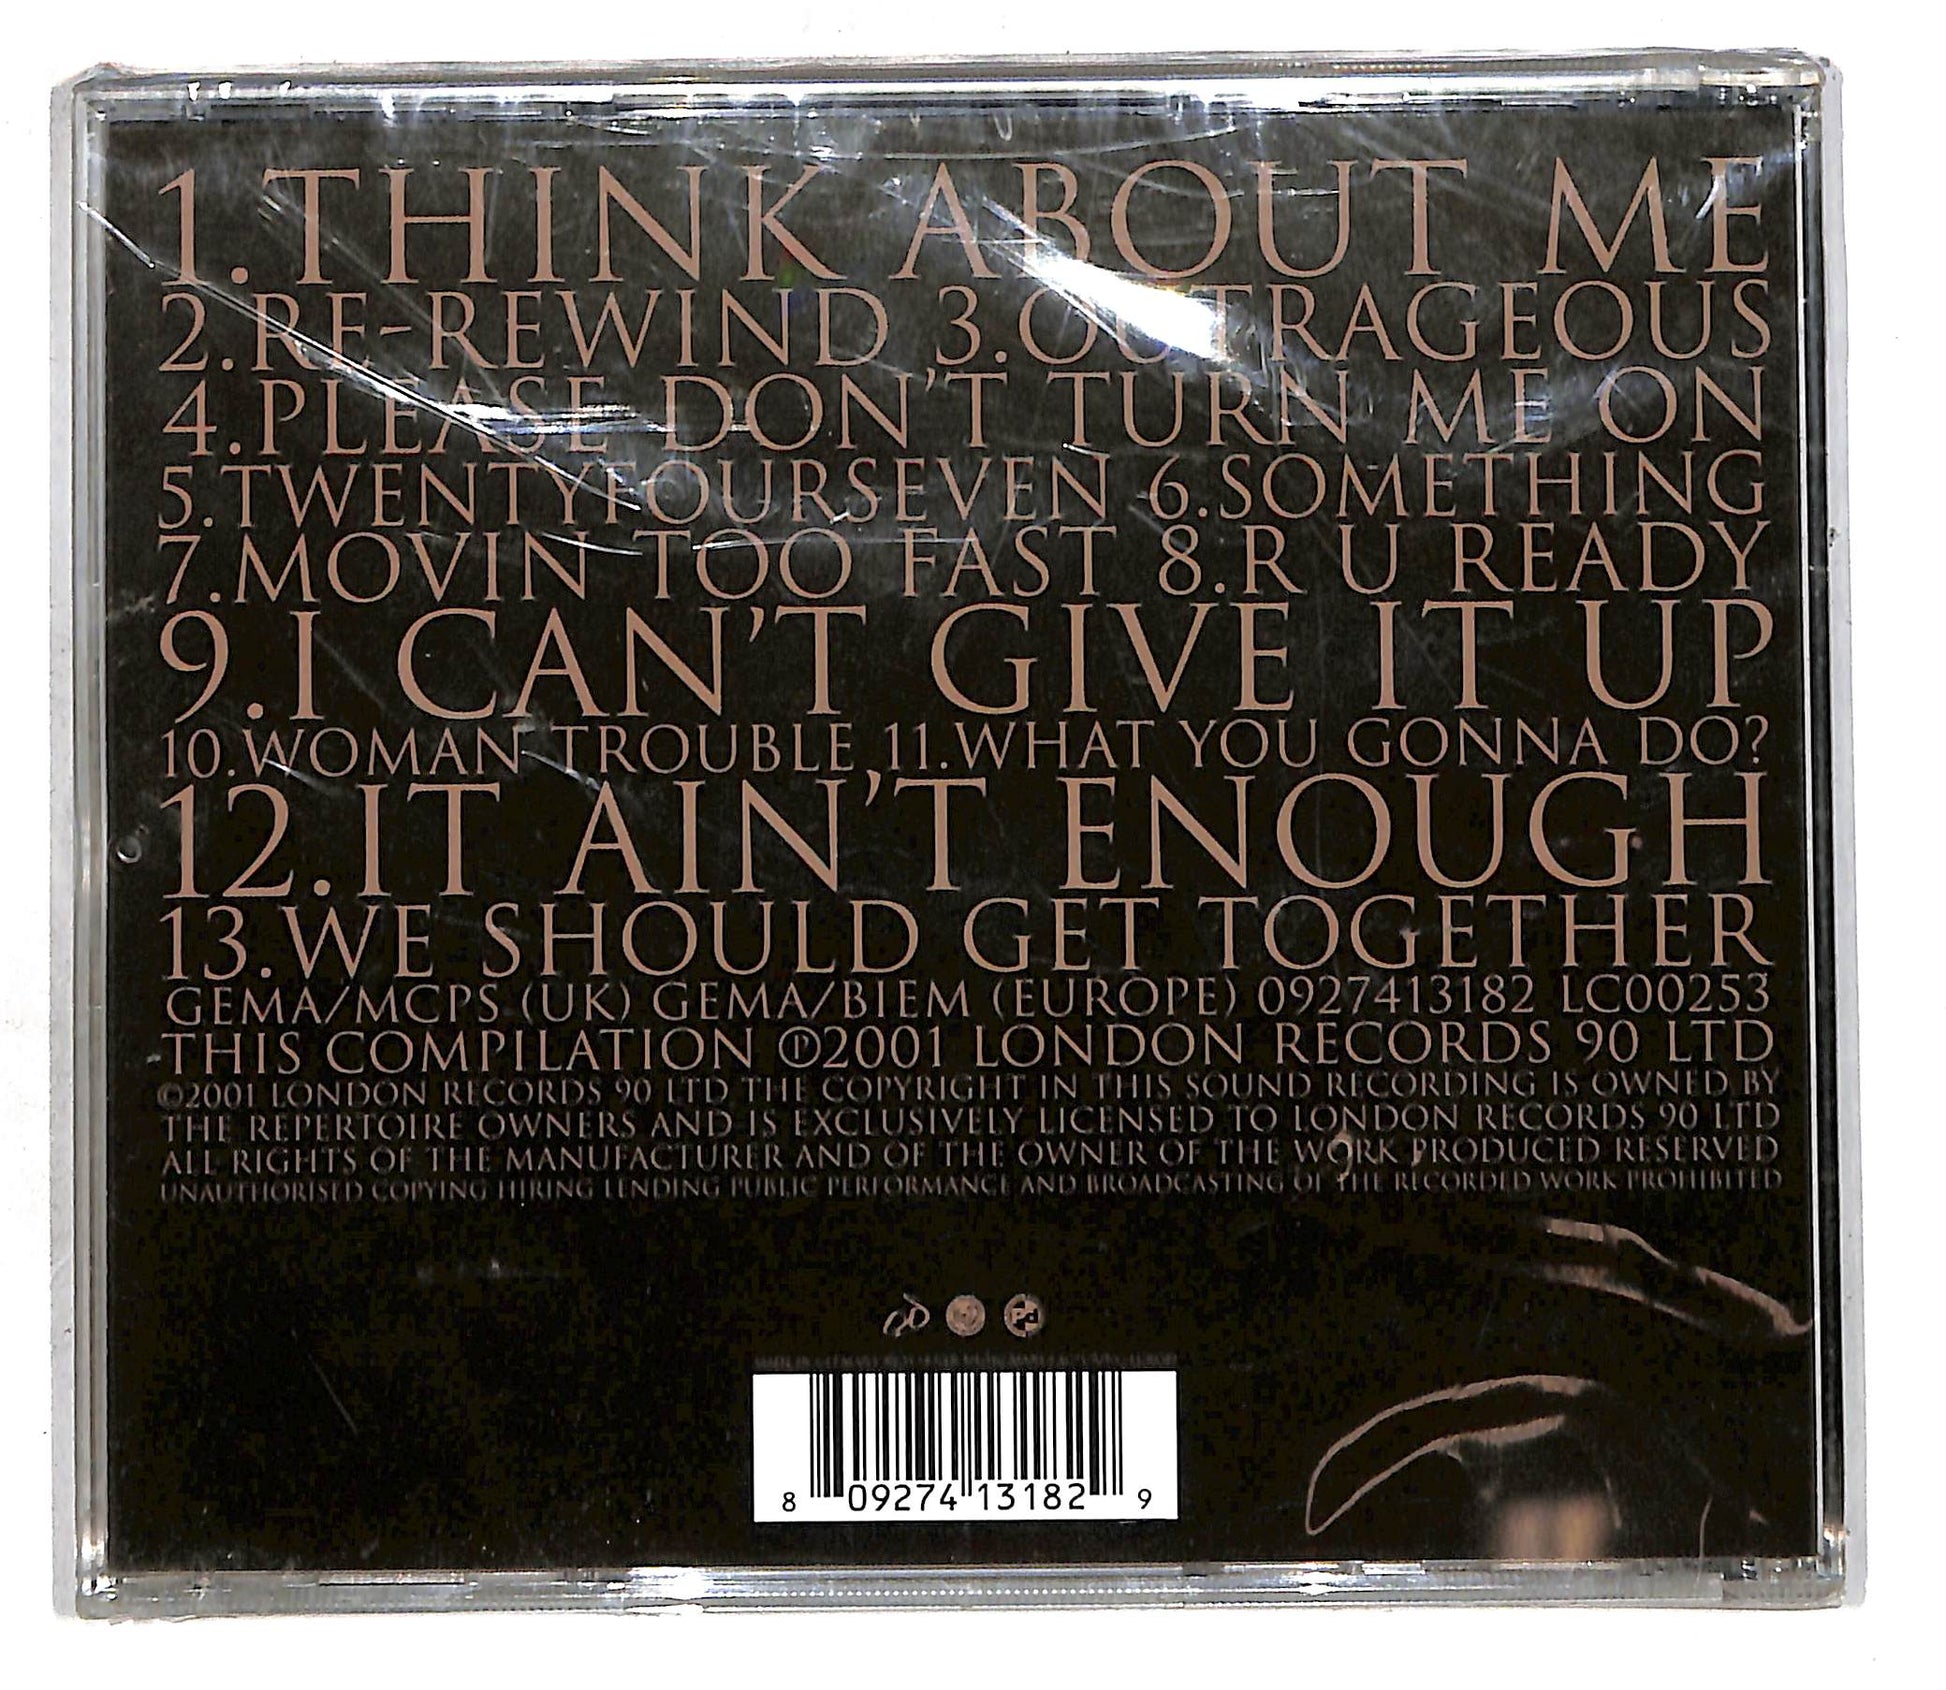 1.THINK ABOUT ME
2.RE-REWIND 3.OUTRAGEOUS
4.PLEASE DON'T TURN ME ON
5.TWENTYFOURSEVEN 6.SOMETHING
7.MOVIN TOO FAST 8.R U READY
9.I CAN'T GIVE IT UP
10.WOMAN TROUBLE 11.WHAT YOU GONNA DO?
12.IT AIN'T ENOUGH
13.WE SHOULD GET TOGETHER
GEMA/MCPS (UK) GEMA/BIEM (EUROPE) 0927413182 LC00253
THIS COMPILATION ℗2001 LONDON RECORDS 90 LTD
©2001 LONDON RECORDS 90 LTD THE COPYRIGHT IN THIS SOUND RECORDING IS OWNED BY
THE REPERTOIRE OWNERS AND IS EXCLUSIVELY LICENSED TO LONDON RECORDS 90 LTD
ALL RIGHTS OF THE MANUFACTURER AND OF THE OWNER OF THE WORK PRODUCED RESERVED
UNAUTHORISED COPYING HIRING LENDING PUBLIC PERFORMANCE AND BROADCASTING OF THE RECORDED WORK PROHIBITED
Pd
8 09274 13182 9